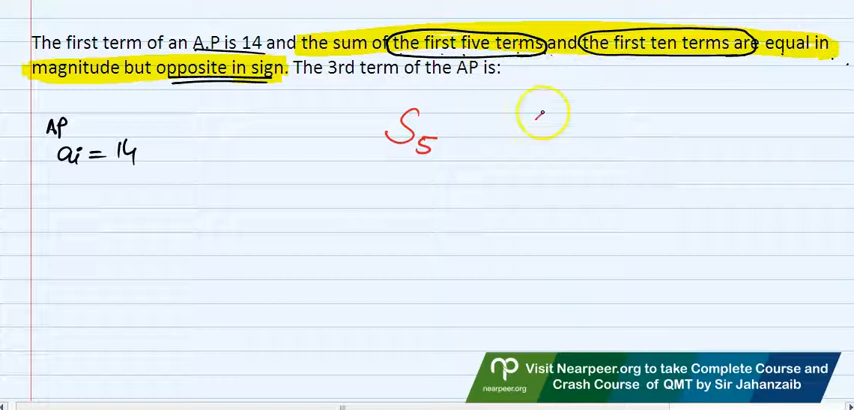 The first term of an A.P is 14 and the sum of the first five terms and the first ten terms are equal in
magnitude but opposite in sign. The 3rd term of the AP is:
AP
a₁ = 14
S₅
Visit Nearpeer.org to take Complete Course and
Crash Course of QMT by Sir Jahanzaib
nearpeer.org